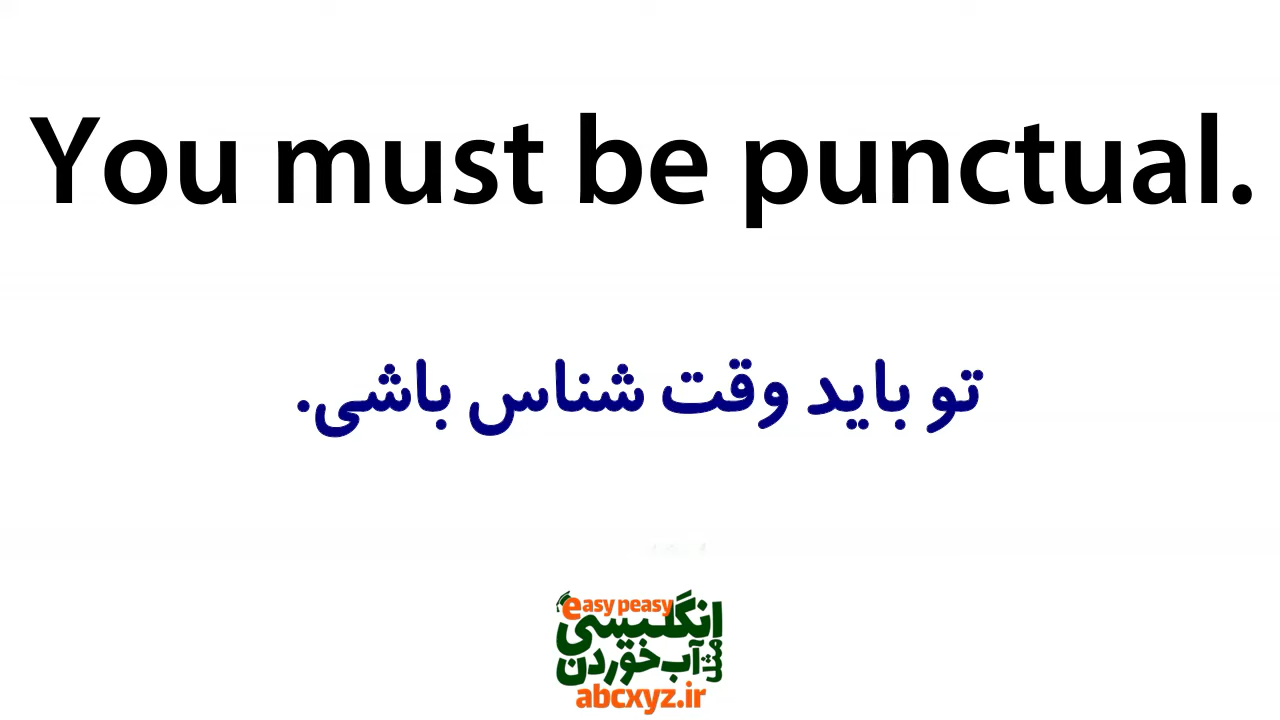 You must be punctual.
تو باید وقت شناس باشی.
easy peasy
انگلیسی
مثل آب خوردن
abcxyz.ir